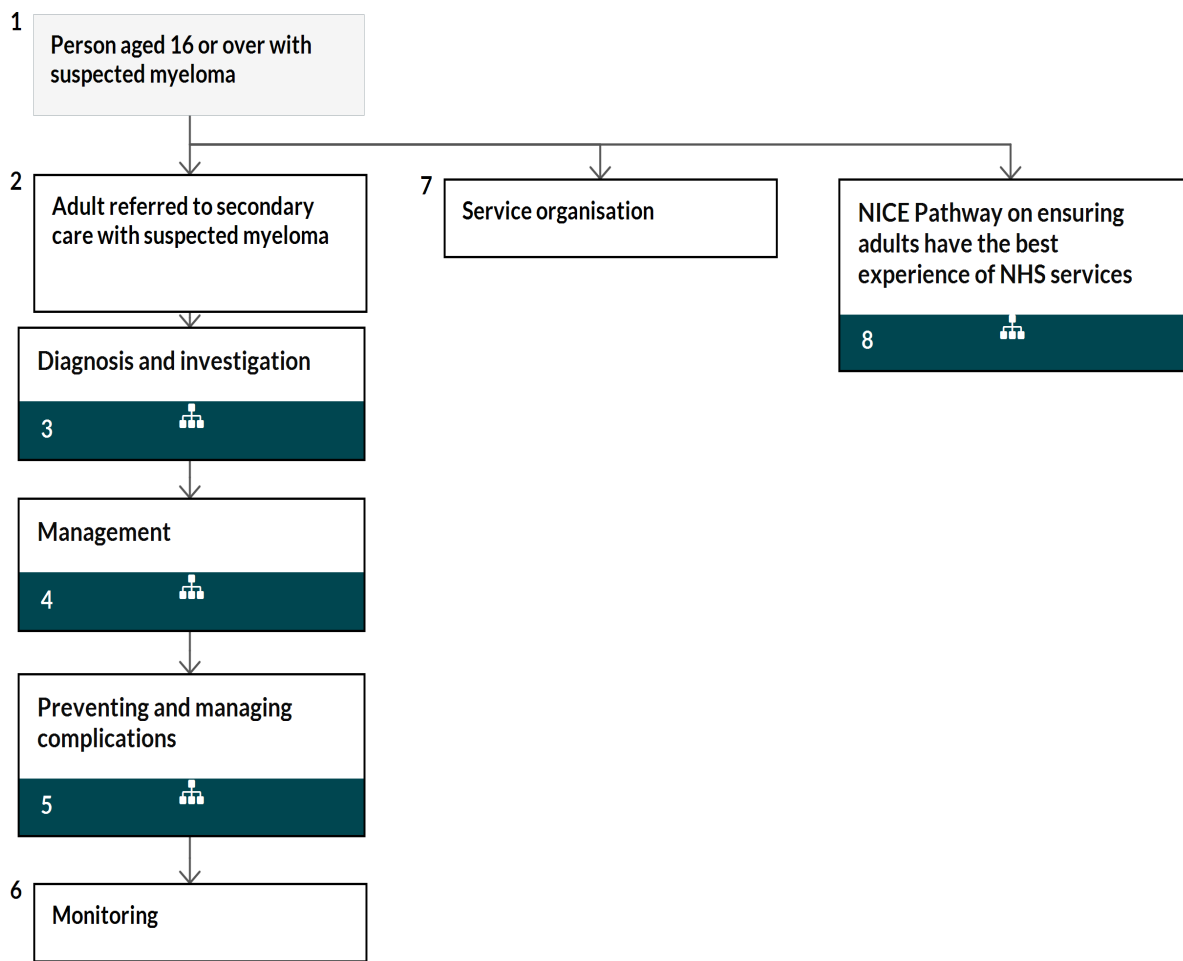 1
Person aged 16 or over with
suspected myeloma
2
Adult referred to secondary
care with suspected myeloma
Diagnosis and investigation
3
Management
4
Preventing and managing
complications
5
6
Monitoring
7
Service organisation
NICE Pathway on ensuring
adults have the best
experience of NHS services
8